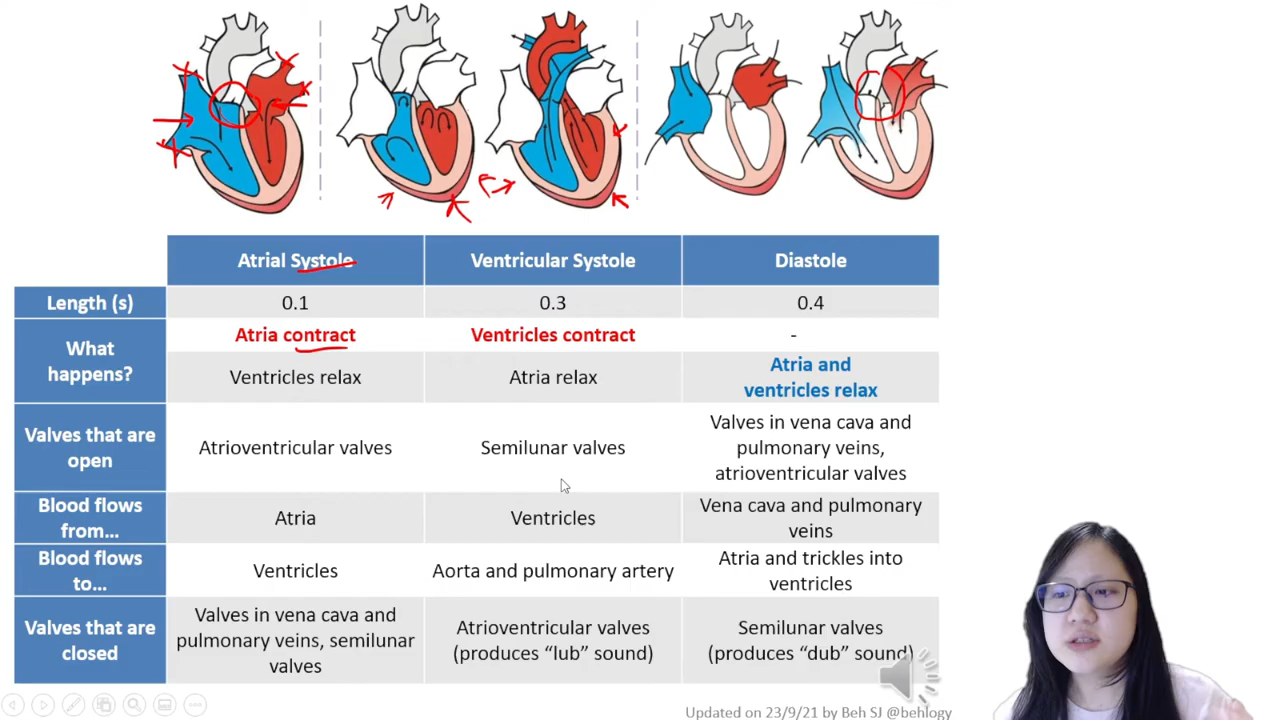 Atrial Systole
Ventricular Systole
Diastole
Length (s)
0.1
0.3
0.4
What
happens?
Atria contract
Ventricles contract
-
Ventricles relax
Atria relax
Atria and
ventricles relax
Valves that are
open
Atrioventricular valves
Semilunar valves
Valves in vena cava and
pulmonary veins,
atrioventricular valves
Blood flows
from...
Atria
Ventricles
Vena cava and pulmonary
veins
Blood flows
to...
Ventricles
Aorta and pulmonary artery
Atria and trickles into
ventricles
Valves that are
closed
Valves in vena cava and
pulmonary veins, semilunar
valves
Atrioventricular valves
(produces “lub” sound)
Semilunar valves
(produces “dub” sound)
Updated on 23/9/21 by Beh SJ @behlogy